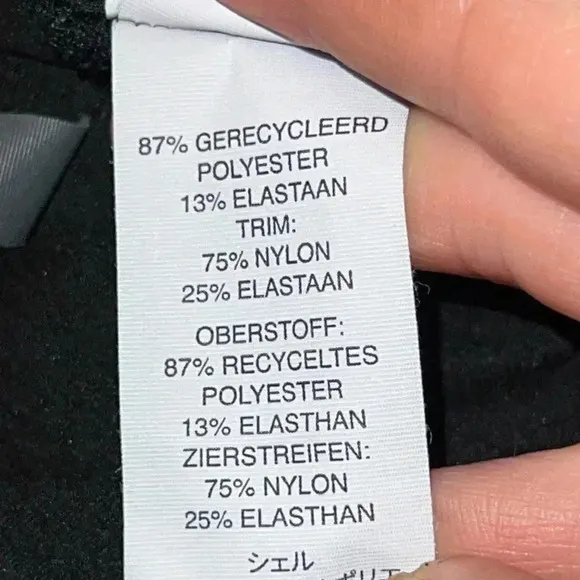 87% GERECYCLEERD
POLYESTER
13% ELASTAAN
TRIM:
75% NYLON
25% ELASTAAN
OBERSTOFF:
87% RECYCELTES
POLYESTER
13% ELASTHAN
ZIERSTREIFEN:
75% NYLON
25% ELASTHAN
シェル